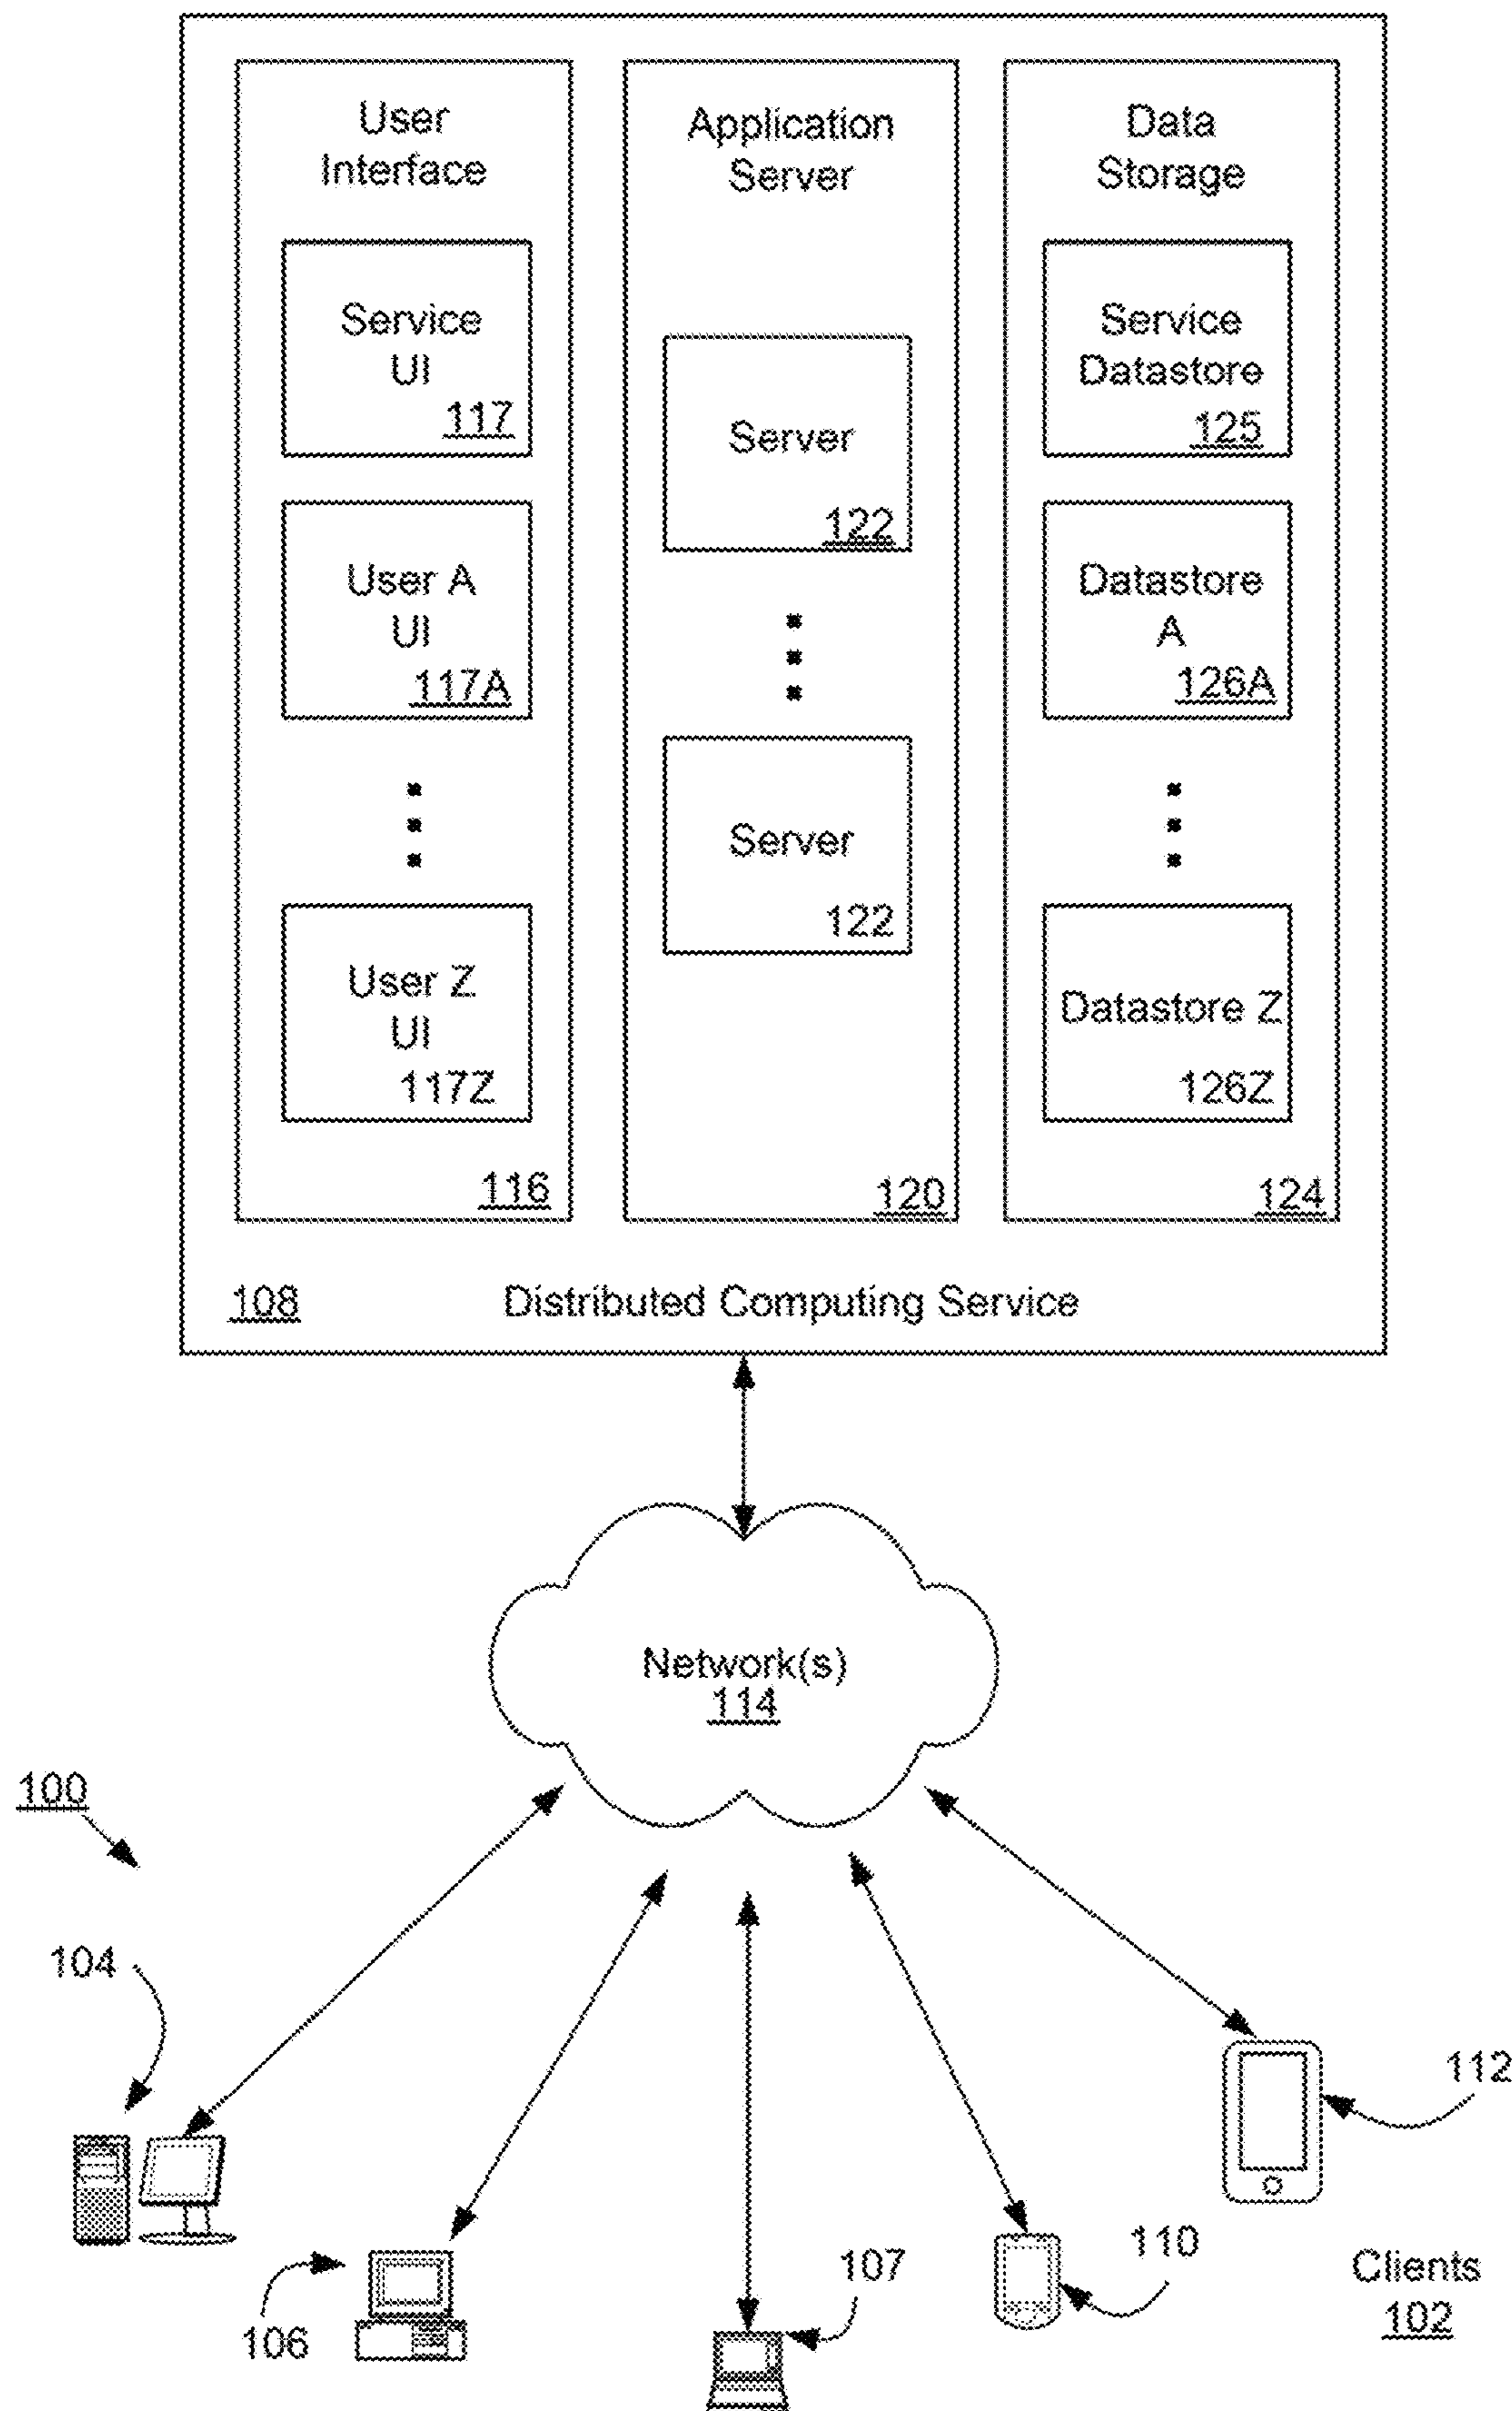 User
Interface
Service
UI
117
User A
UI
117A
User Z
UI
117Z
116
Application
Server
Server
122
Server
122
120
Data
Storage
Service
Datastore
125
Datastore
A
126A
Datastore Z
126Z
124
108
Distributed Computing Service
Network(s)
114
100
104
106
107
110
112
Clients
102